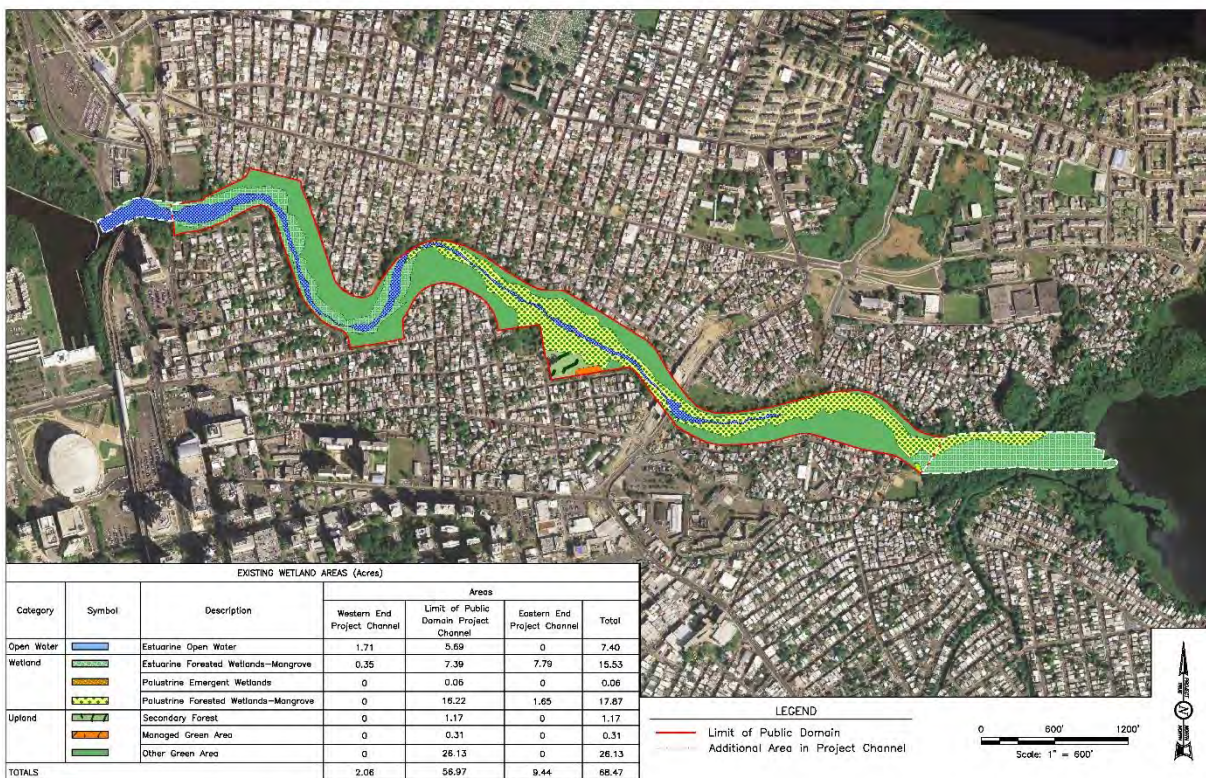 EXISTING WETLAND AREAS (Acres)
Category Symbol Description Areas
Western End Project Channel Limit of Public Domain Project Channel Eastern End Project Channel Total
Open Water Estuarine Open Water 1.71 5.69 0 7.40
Wetland Estuarine Forested Wetlands-Mangrove 0.35 7.39 7.79 15.53
Palustrine Emergent Wetlands 0 0.06 0 0.06
Palustrine Forested Wetlands-Mangrove 0 16.22 1.65 17.87
Upland Secondary Forest 0 1.17 0 1.17
Managed Green Area 0 0.31 0 0.31
Other Green Area 0 26.13 0 26.13
TOTALS 2.06 56.97 9.44 68.47
LEGEND
Limit of Public Domain
Additional Area in Project Channel
0 600' 1200'
Scale: 1" = 600'
N